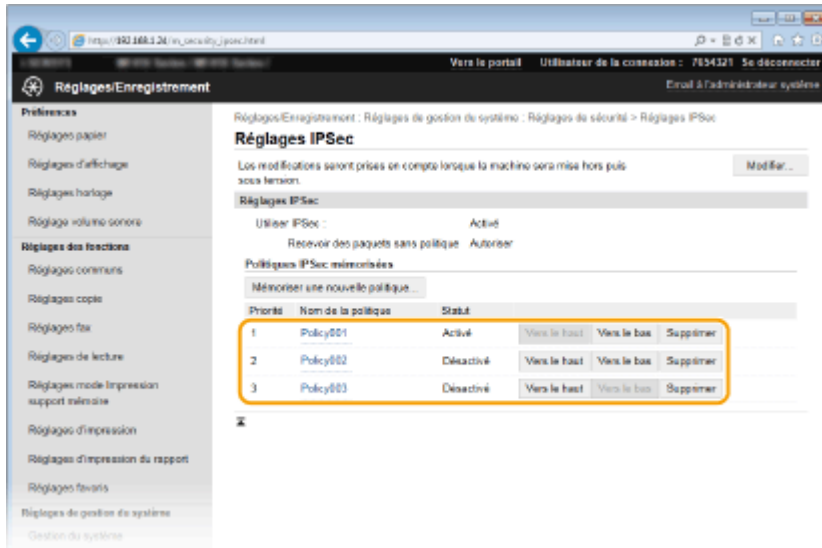 https://192.168.1.24/m_security_ipsec.html
Vers le portail Utilisateur de la connexion : 7654321 Se déconnecter
Réglages/Enregistrement
Email à l'administrateur système
Préférences
Réglages papier
Réglages d'affichage
Réglages horloge
Réglage volume sonore
Réglages des fonctions
Réglages communs
Réglages copie
Réglages fax
Réglages de lecture
Réglages mode Impression
support mémoire
Réglages d'impression
Réglages d'impression du rapport
Réglages favoris
Réglages de gestion du système
Gestion du système
Réglages/Enregistrement : Réglages de gestion du système : Réglages de sécurité > Réglages IPSec
Réglages IPSec
Les modifications seront prises en compte lorsque la machine sera mise hors puis
sous tension.
Modifier...
Réglages IPSec
Utiliser IPSec : Activé
Recevoir des paquets sans politique Autoriser
Politiques IPSec mémorisées
Mémoriser une nouvelle politique...
Priorité Nom de la politique Statut
1 Policy001 Activé Vers le haut Vers le bas Supprimer
2 Policy002 Désactivé Vers le haut Vers le bas Supprimer
3 Policy003 Désactivé Vers le haut Vers le bas Supprimer